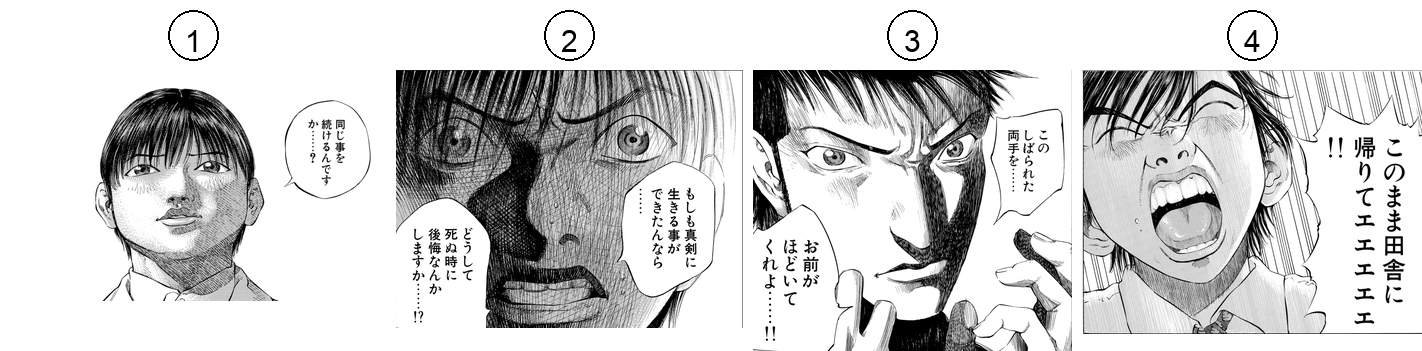 1
同じ事を
続けるんです
か……？
2
もしも真剣に
生きる事が
できたんなら
……
どうして
死ぬ時に
後悔なんか
しますか……!?
3
この
しばられた
両手を……
お前が
ほどいて
くれよ……!!
4
このまま田舎に
帰りてエエエエエ
!!